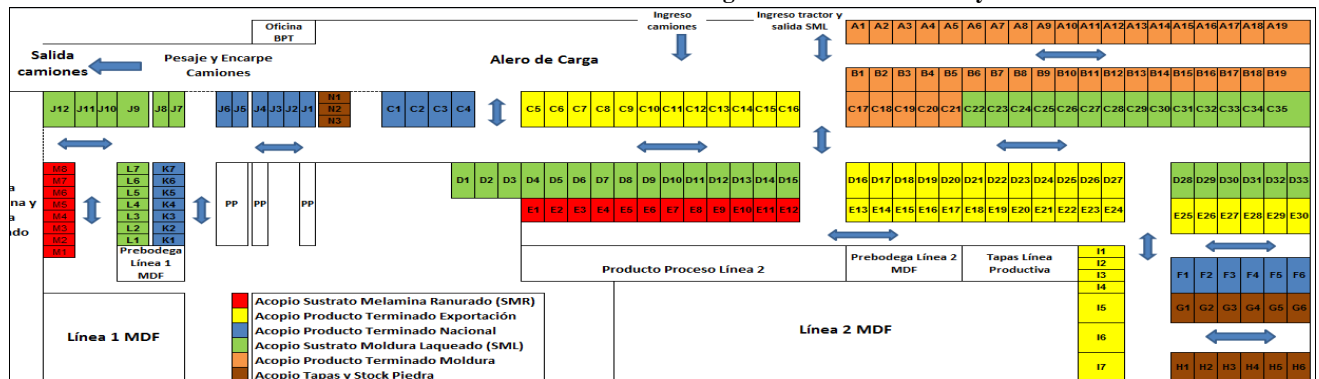 Ingreso camiones
Ingreso tractor y salida SML
Oficina BPT
A1 A2 A3 A4 A5 A6 A7 A8 A9 A10 A11 A12 A13 A14 A15 A16 A17 A18 A19
Salida camiones
Pesaje y Encarpe Camiones
Alero de Carga
B1 B2 B3 B4 B5 B6 B7 B8 B9 B10 B11 B12 B13 B14 B15 B16 B17 B18 B19
J12 J11 J10 J9 J8 J7
J6 J5 J4 J3 J2 J1
N1
N2
N3
C1 C2 C3 C4
C5 C6 C7 C8 C9 C10 C11 C12 C13 C14 C15 C16
C17 C18 C19 C20 C21 C22 C23 C24 C25 C26 C27 C28 C29 C30 C31 C32 C33 C34 C35
M8
M7
M6
M5
M4
M3
M2
M1
L7
L6
L5
L4
L3
L2
L1
K7
K6
K5
K4
K3
K2
K1
PP PP PP
D1 D2 D3 D4 D5 D6 D7 D8 D9 D10 D11 D12 D13 D14 D15
D16 D17 D18 D19 D20 D21 D22 D23 D24 D25 D26 D27
D28 D29 D30 D31 D32 D33
E1 E2 E3 E4 E5 E6 E7 E8 E9 E10 E11 E12
E13 E14 E15 E16 E17 E18 E19 E20 E21 E22 E23 E24
E25 E26 E27 E28 E29 E30
Prebodega
Línea 1
MDF
Producto Proceso Línea 2
Prebodega Línea 2
MDF
Tapas Línea
Productiva
I1
I2
I3
I4
I5
I6
I7
F1 F2 F3 F4 F5 F6
G1 G2 G3 G4 G5 G6
H1 H2 H3 H4 H5 H6
Línea 1 MDF
Línea 2 MDF
Acopio Sustrato Melamina Ranurado (SMR)
Acopio Producto Terminado Exportación
Acopio Producto Terminado Nacional
Acopio Sustrato Moldura Laqueado (SML)
Acopio Producto Terminado Moldura
Acopio Tapas y Stock Piedra